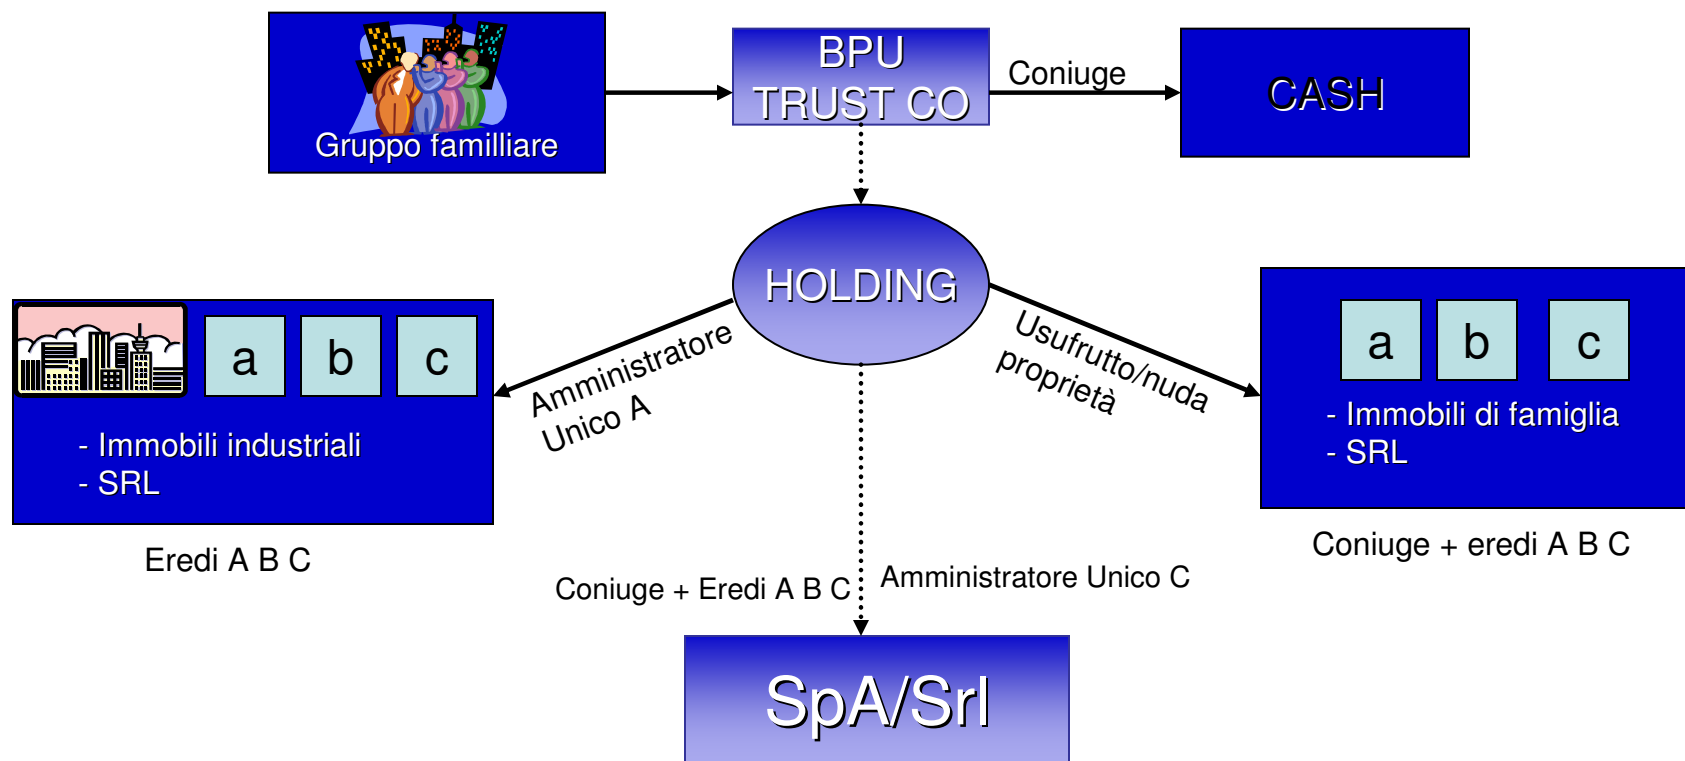 Gruppo familliare
BPU
TRUST CO
Coniuge
CASH
HOLDING
Amministratore
Unico A
Usufrutto/nuda
proprietà
a b c
- Immobili industriali
- SRL
Eredi A B C
a b c
- Immobili di famiglia
- SRL
Coniuge + eredi A B C
Coniuge + Eredi A B C
Amministratore Unico C
SpA/Srl